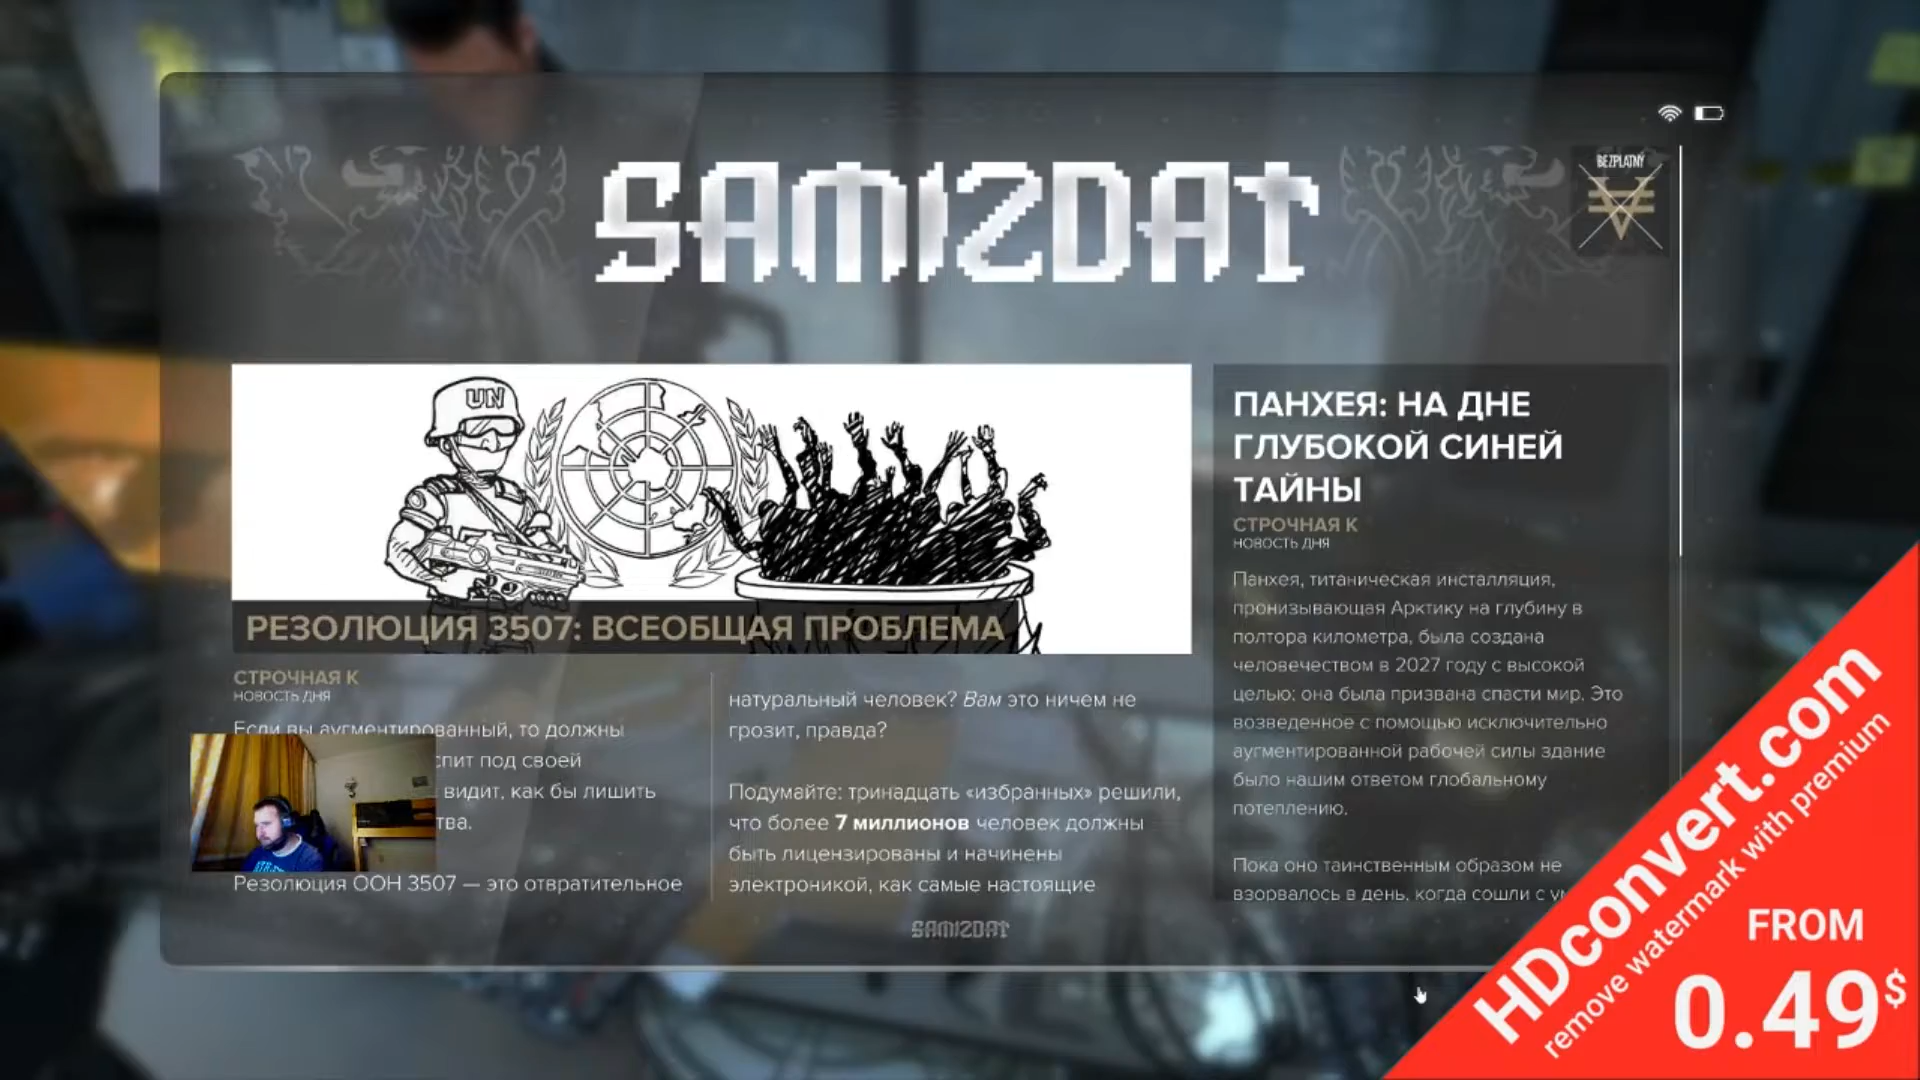 BEZPLATNY
SAMIZDAT
UN
РЕЗОЛЮЦИЯ 3507: ВСЕОБЩАЯ ПРОБЛЕМА
СТРОЧНАЯ К
НОВОСТЬ ДНЯ
Если вы аугментированный, то должны
спит под своей
видит, как бы лишить
тва.
Резолюция ООН 3507 — это отвратительное
натуральный человек? Вам это ничем не
грозит, правда?
Подумайте: тринадцать «избранных» решили,
что более 7 миллионов человек должны
быть лицензированы и начинены
электроникой, как самые настоящие
ПАНХЕЯ: НА ДНЕ
ГЛУБОКОЙ СИНЕЙ
ТАЙНЫ
СТРОЧНАЯ К
НОВОСТЬ ДНЯ
Панхея, титаническая инсталляция,
пронизывающая Арктику на глубину в
полтора километра, была создана
человечеством в 2027 году с высокой
целью: она была призвана спасти мир. Это
возведенное с помощью исключительно
аугментированной рабочей силы здание
было нашим ответом глобальному
потеплению.
Пока оно таинственным образом не
взорвалось в день, когда сошли с
SAMIZDAT
HDconvert.com
remove watermark with premium
FROM
0.49$